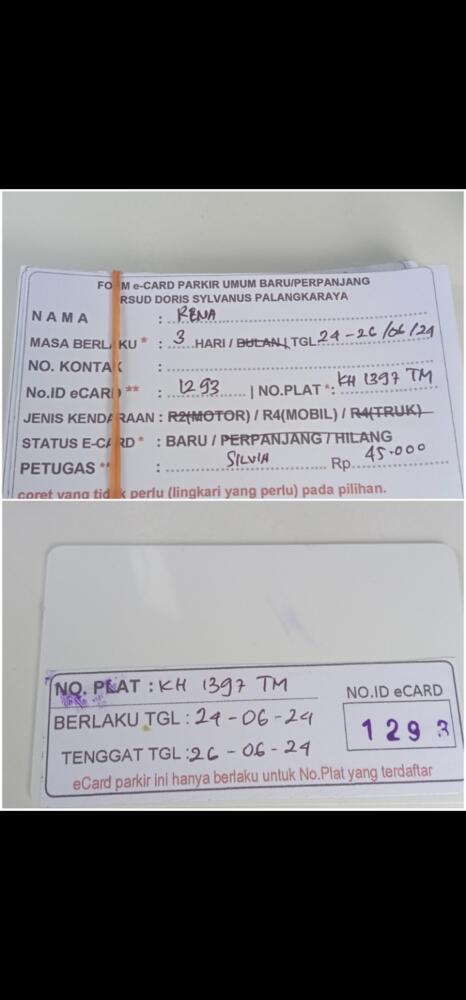 FORM e-CARD PARKIR UMUM BARU/PERPANJANG
RSUD DORIS SYLVANUS PALANGKARAYA
NAMA : RENA
MASA BERLAKU * : 3 HARI / BULAN | TGL 24-26/06/24
NO. KONTAK :
No.ID eCARD ** : 1293 | NO.PLAT *: KH 1397 TM
JENIS KENDARAAN : R2(MOTOR) / R4(MOBIL) / R4(TRUK)
STATUS E-CARD * : BARU / PERPANJANG / HILANG
PETUGAS ** : SILVIA Rp. 45.000
coret yang tidak perlu (lingkari yang perlu) pada pilihan.
NO. PLAT : KH 1397 TM
BERLAKU TGL : 24-06-24
TENGGAT TGL : 26-06-24
NO.ID eCARD
1293
eCard parkir ini hanya berlaku untuk No.Plat yang terdaftar